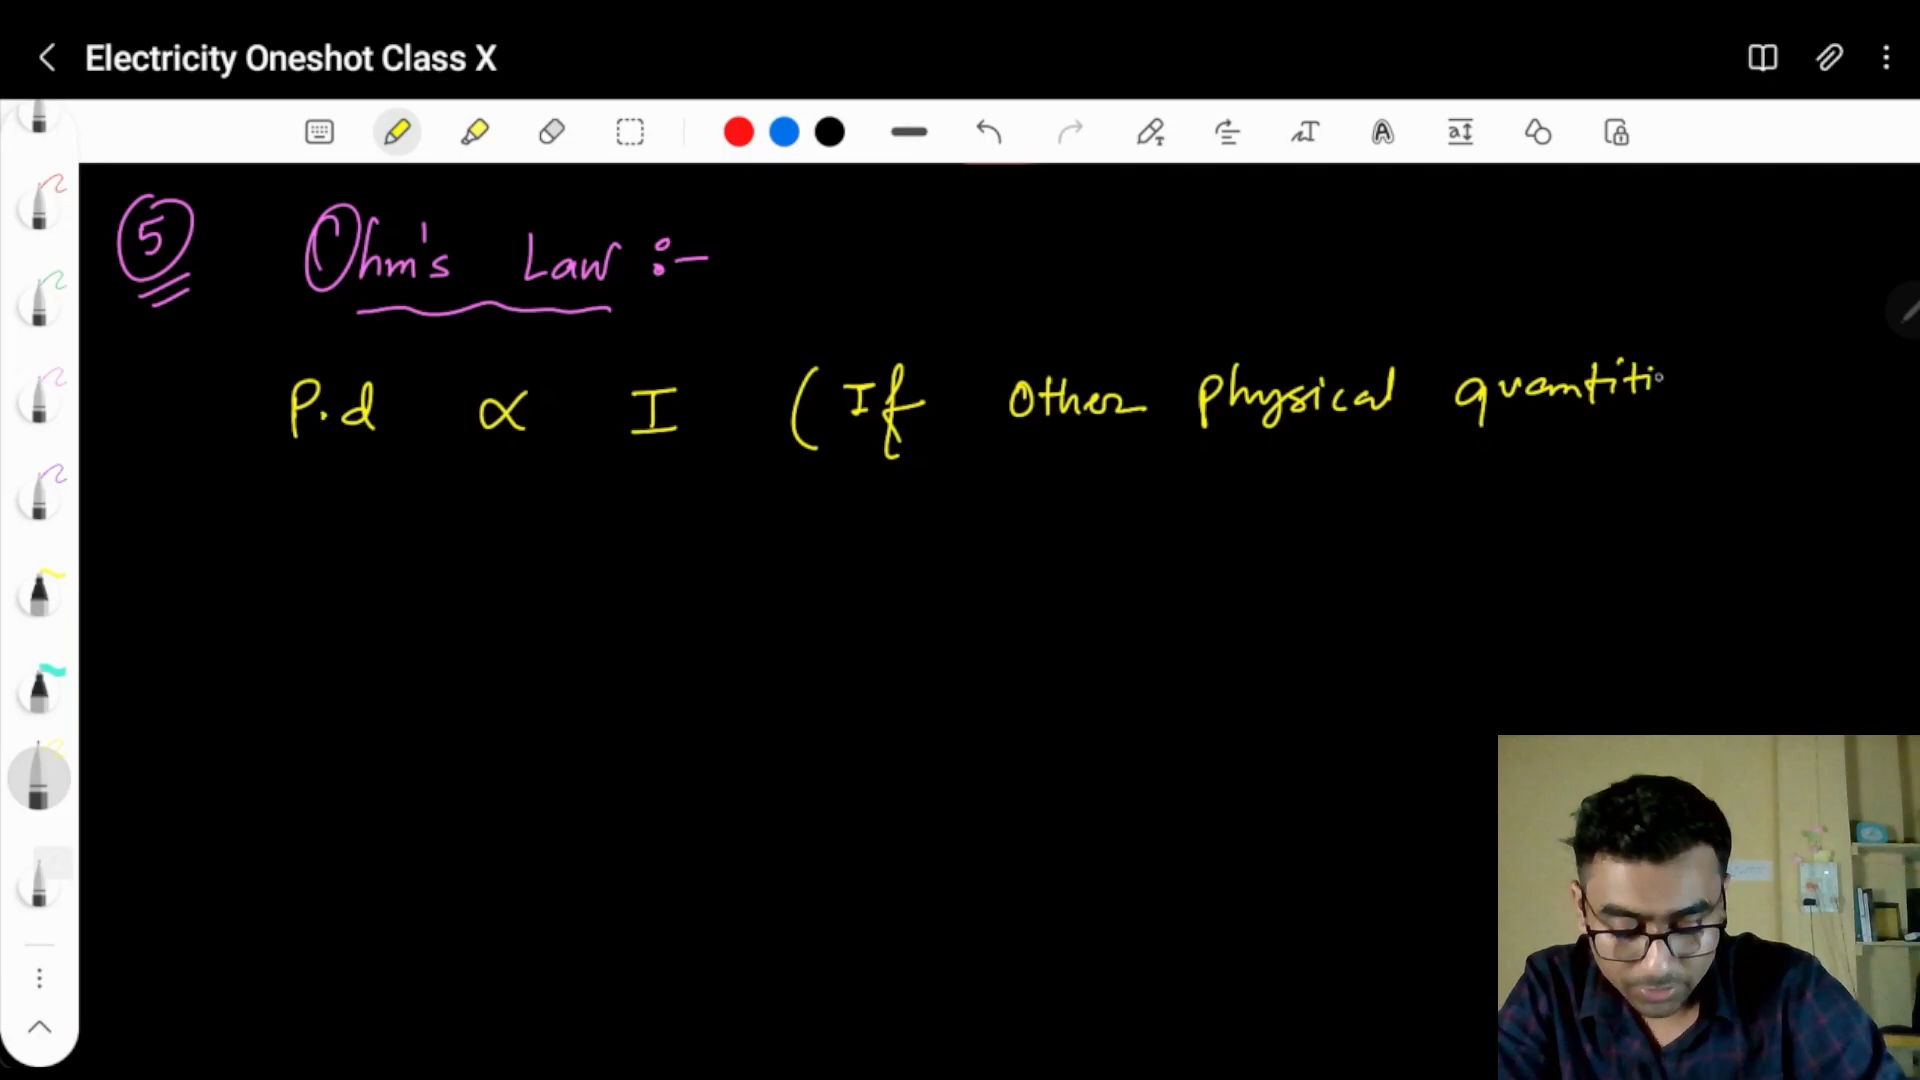 Electricity Oneshot Class X
5 Ohm's Law :-
P.d ∝ I (If Other physical quantiti